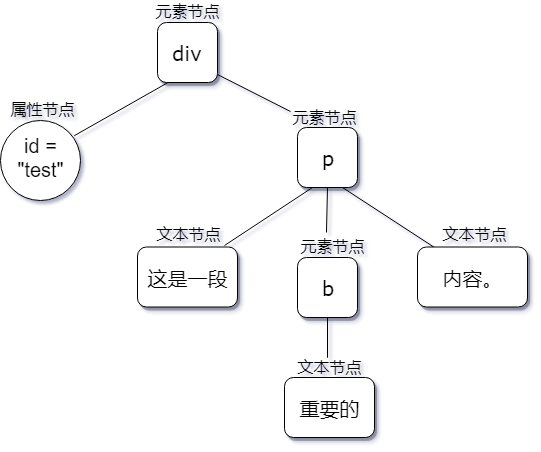 元素节点
div
属性节点
id =
"test"
元素节点
p
文本节点
这是一段
元素节点
b
文本节点
内容。
文本节点
重要的